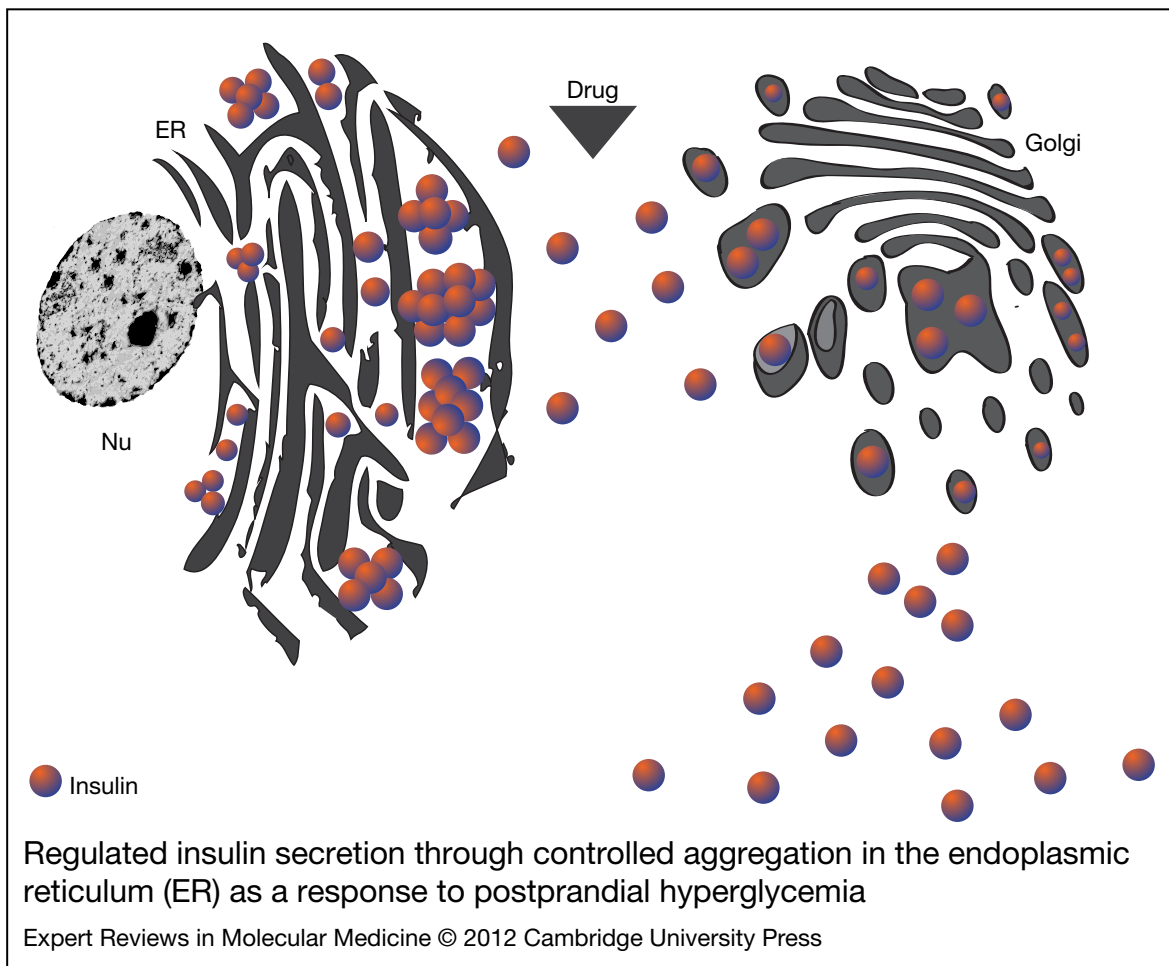 Drug
ER
Golgi
Nu
Insulin
Regulated insulin secretion through controlled aggregation in the endoplasmic
reticulum (ER) as a response to postprandial hyperglycemia
Expert Reviews in Molecular Medicine © 2012 Cambridge University Press